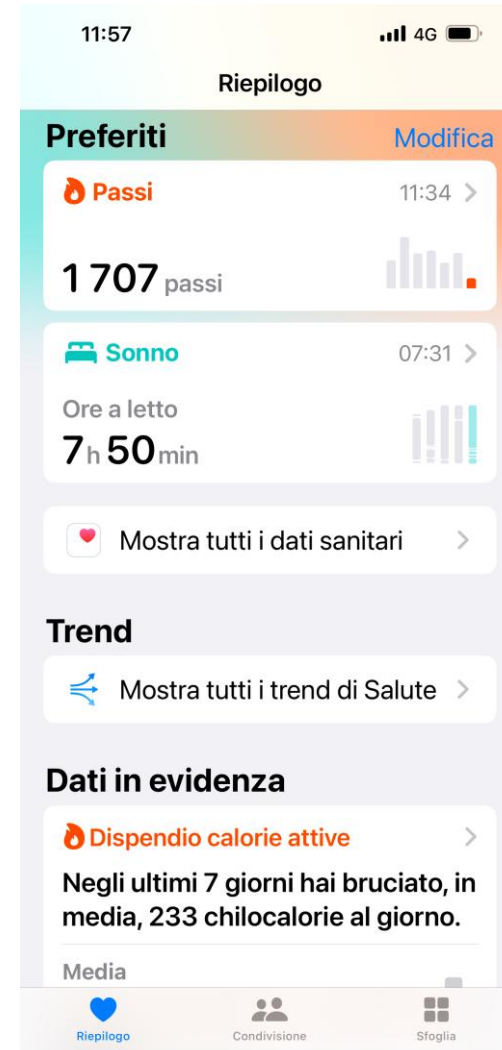 11:57
4G
Riepilogo
Preferiti
Modifica
Passi
11:34
1 707 passi
Sonno
07:31
Ore a letto
7 h 50 min
Mostra tutti i dati sanitari
Trend
Mostra tutti i trend di Salute
Dati in evidenza
Dispendio calorie attive
Negli ultimi 7 giorni hai bruciato, in
media, 233 chilocalorie al giorno.
Media
Riepilogo
Condivisione
Sfoglia